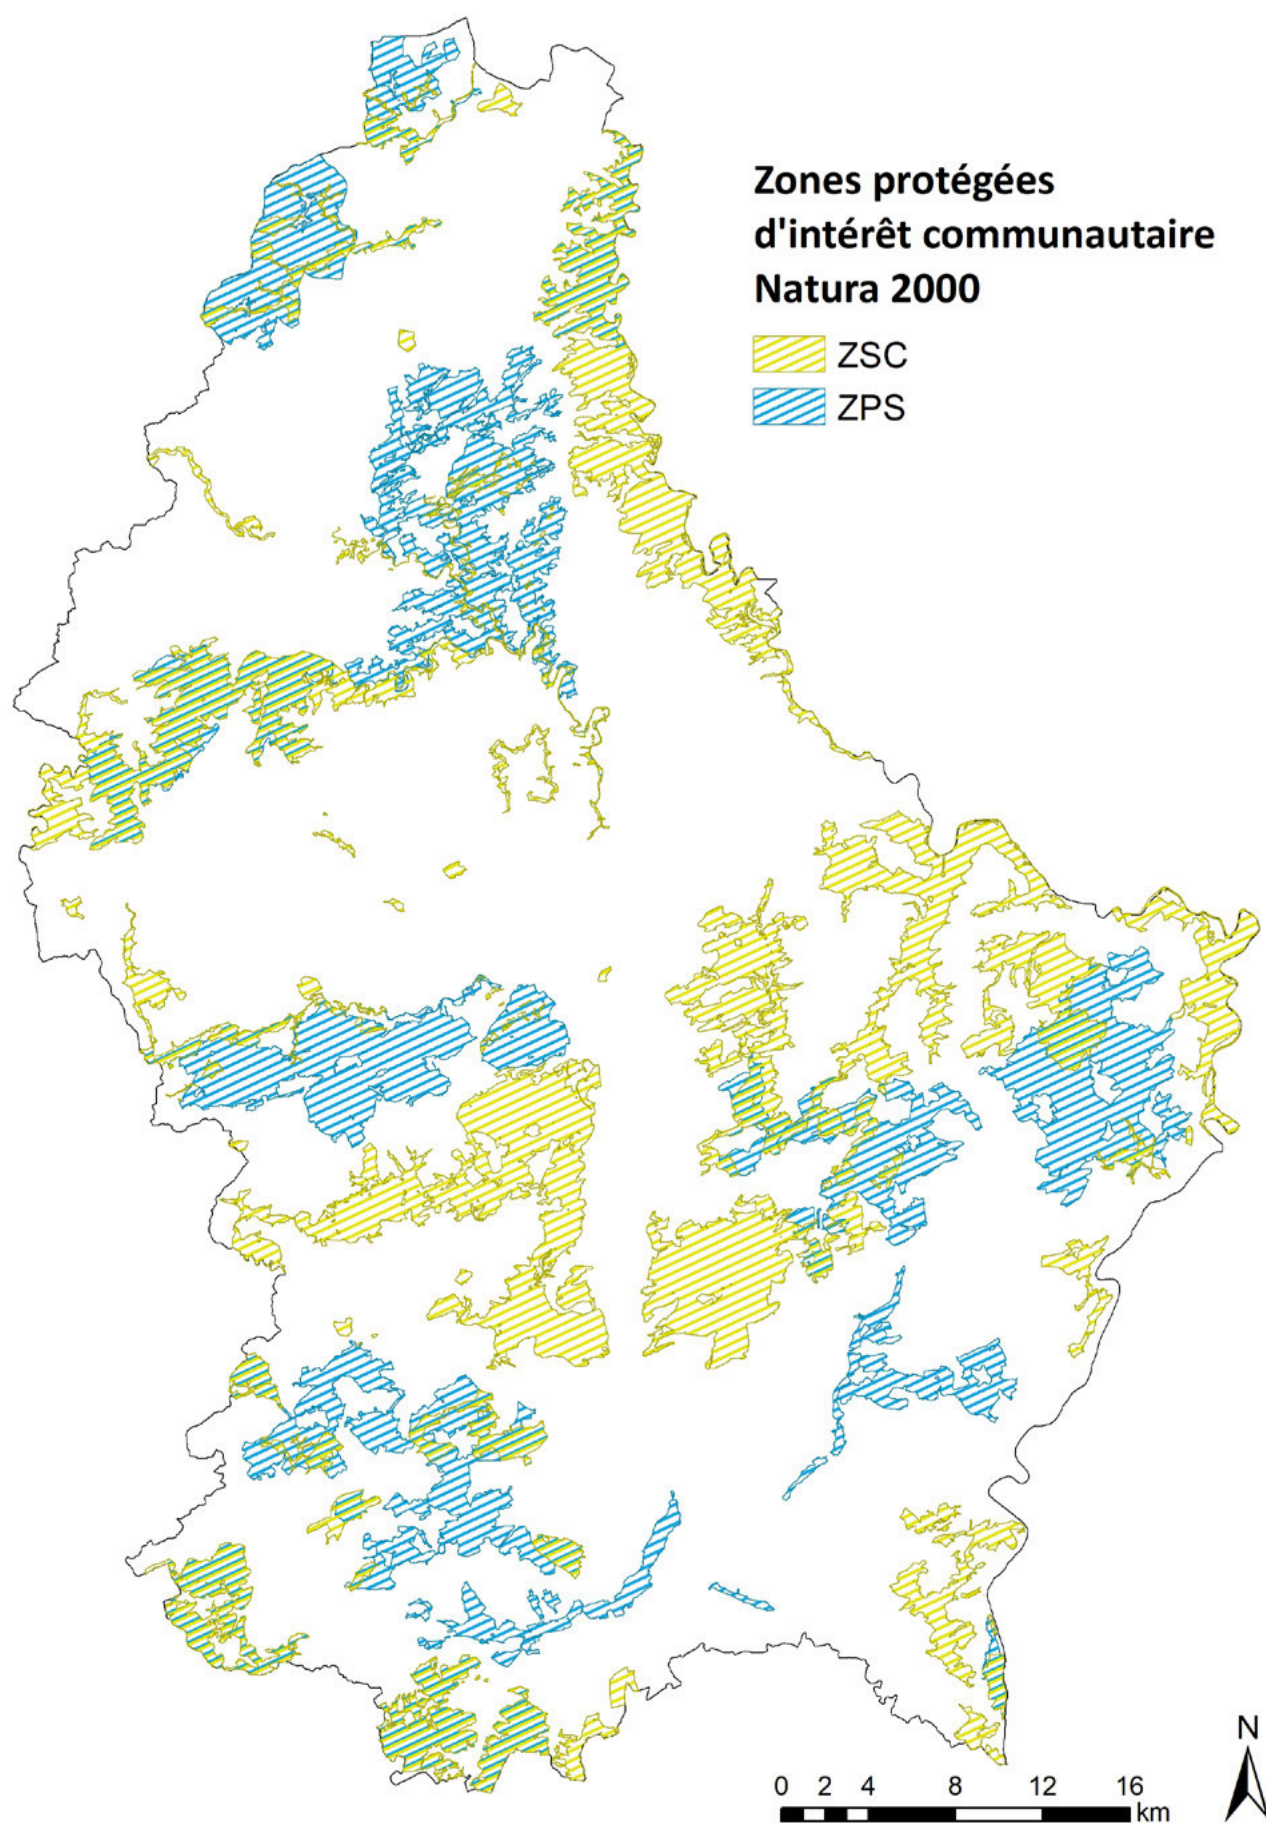 Zones protégées
d'intérêt communautaire
Natura 2000
ZSC
ZPS
N
0 2 4 8 12 16
km